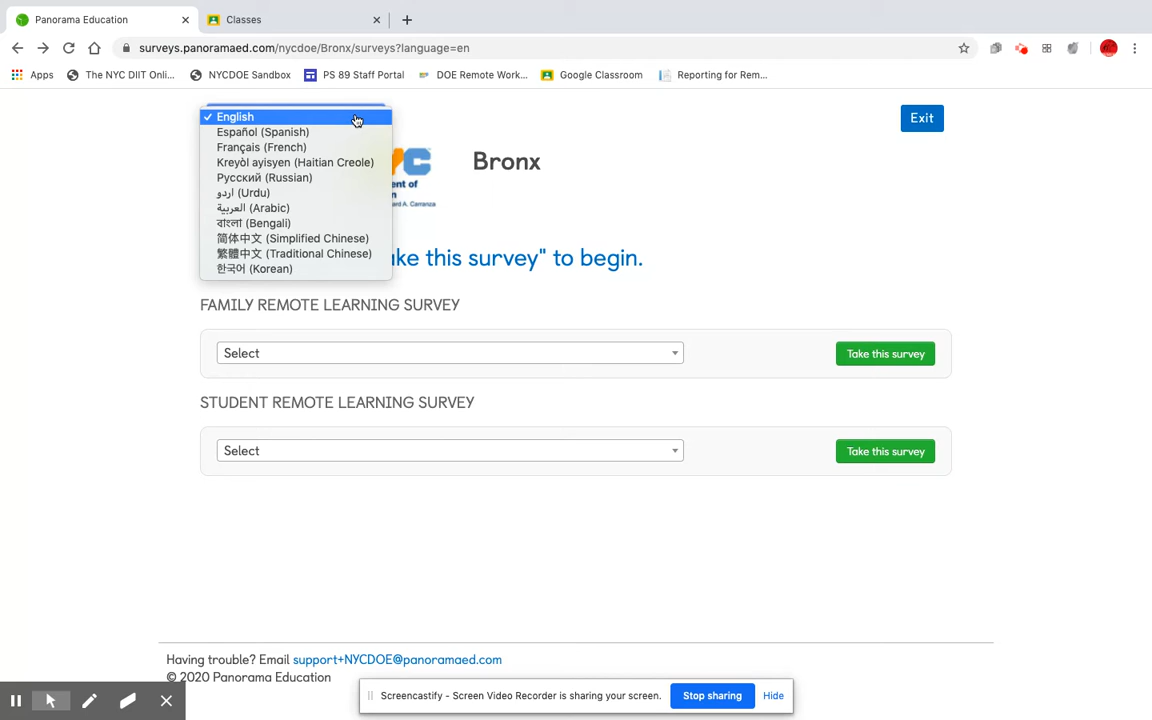 Panorama Education
Classes
surveys.panoramaed.com/nycdoe/Bronx/surveys?language=en
Apps
The NYC DIIT Onli...
NYCDOE Sandbox
PS 89 Staff Portal
DOE Remote Work...
Google Classroom
Reporting for Rem...
✓ English
Español (Spanish)
Français (French)
Kreyòl ayisyen (Haitian Creole)
Русский (Russian)
اردو (Urdu)
العربية (Arabic)
বাংলা (Bengali)
简体中文 (Simplified Chinese)
繁體中文 (Traditional Chinese)
한국어 (Korean)
Exit
Bronx
this survey" to begin.
FAMILY REMOTE LEARNING SURVEY
Select
Take this survey
STUDENT REMOTE LEARNING SURVEY
Select
Take this survey
Having trouble? Email support+NYCDOE@panoramaed.com
© 2020 Panorama Education
Screencastify - Screen Video Recorder is sharing your screen.
Stop sharing
Hide